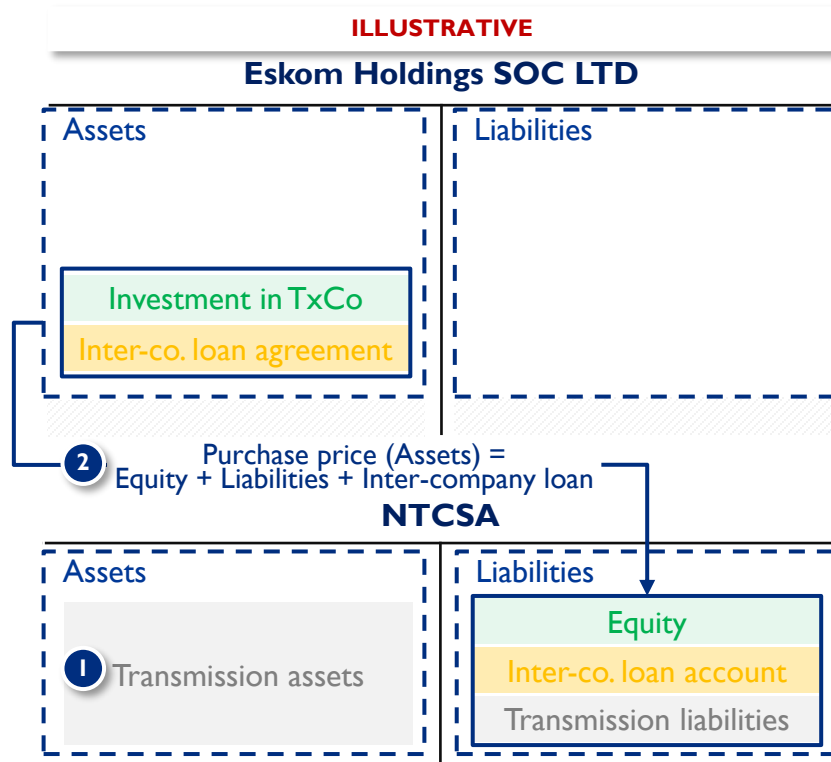 ILLUSTRATIVE
Eskom Holdings SOC LTD
Assets
Liabilities
Investment in TxCo
Inter-co. loan agreement
2
Purchase price (Assets) =
Equity + Liabilities + Inter-company loan
NTCSA
Assets
Liabilities
1
Transmission assets
Equity
Inter-co. loan account
Transmission liabilities